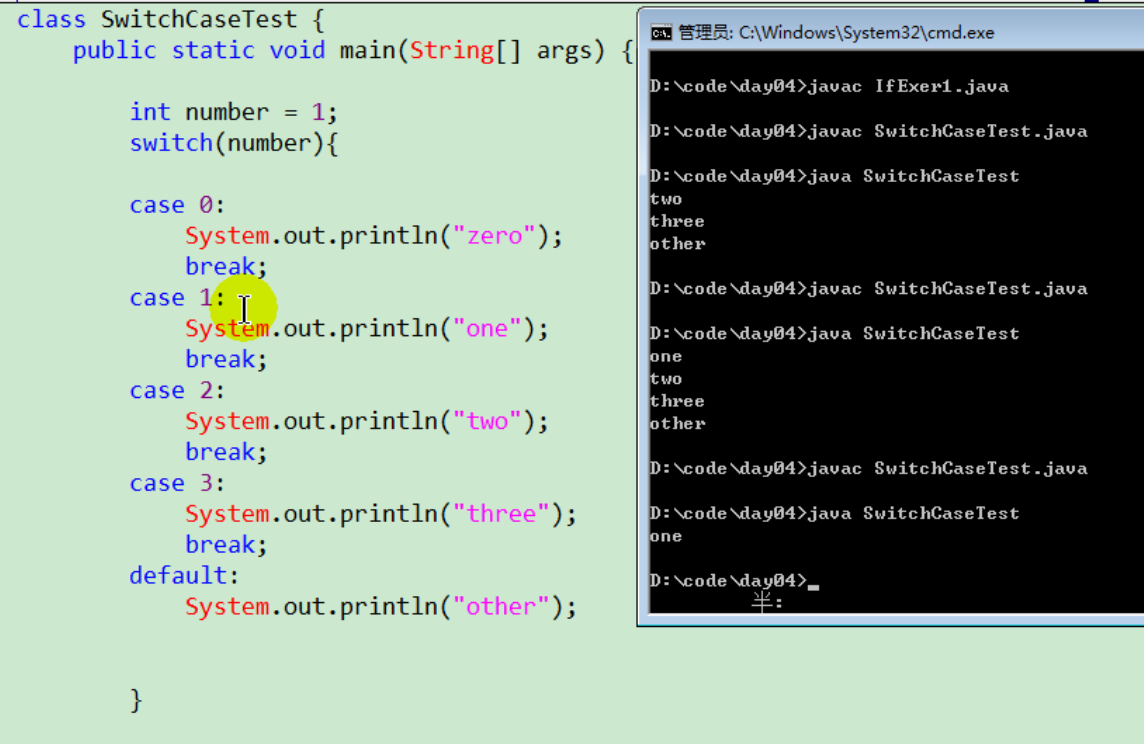 class SwitchCaseTest {
public static void main(String[] args) {
int number = 1;
switch(number){
case 0:
System.out.println("zero");
break;
case 1:
System.out.println("one");
break;
case 2:
System.out.println("two");
break;
case 3:
System.out.println("three");
break;
default:
System.out.println("other");
}
管理员: C:\Windows\System32\cmd.exe
D:\code\day04>javac IfExer1.java
D:\code\day04>javac SwitchCaseTest.java
D:\code\day04>java SwitchCaseTest
two
three
other
D:\code\day04>javac SwitchCaseTest.java
D:\code\day04>java SwitchCaseTest
one
two
three
other
D:\code\day04>javac SwitchCaseTest.java
D:\code\day04>java SwitchCaseTest
one
D:\code\day04>_
半: